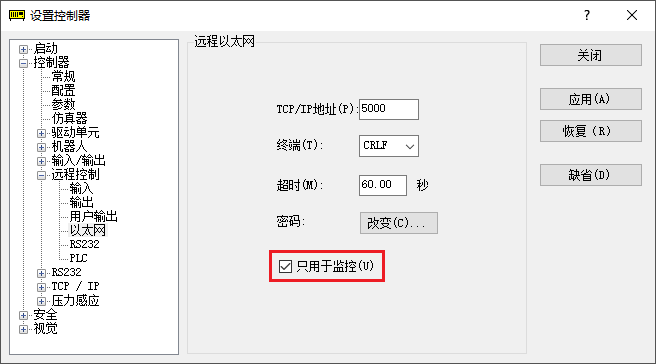 设置控制器
启动
控制器
常规
配置
参数
仿真器
驱动单元
机器人
输入/输出
远程控制
输入
输出
用户输出
以太网
RS232
PLC
RS232
TCP / IP
压力感应
安全
视觉
远程以太网
TCP/IP地址(P): 5000
终端(T): CRLF
超时(M): 60.00 秒
密码: 改变(C)...
只用于监控(U)
关闭
应用(A)
恢复 (R)
缺省(D)